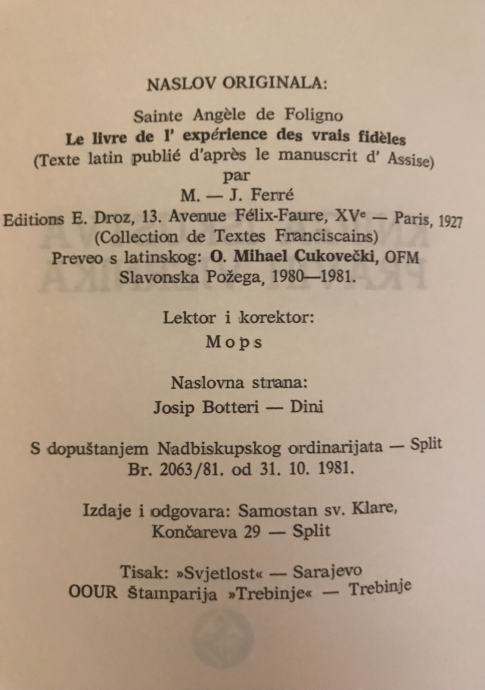 NASLOV ORIGINALA:
Sainte Angèle de Foligno
Le livre de l' expérience des vrais fidèles
(Texte latin publié d'après le manuscrit d' Assise)
par
M. — J. Ferré
Editions E. Droz, 13. Avenue Félix-Faure, XVe — Paris, 1927
(Collection de Textes Franciscains)
Preveo s latinskog: O. Mihael Cukovečki, OFM
Slavonska Požega, 1980—1981.
Lektor i korektor:
Mops
Naslovna strana:
Josip Botteri — Dini
S dopuštanjem Nadbiskupskog ordinarijata — Split
Br. 2063/81. od 31. 10. 1981.
Izdaje i odgovara: Samostan sv. Klare,
Končareva 29 — Split
Tisak: »Svjetlost« — Sarajevo
OOUR Štamparija »Trebinje« — Trebinje